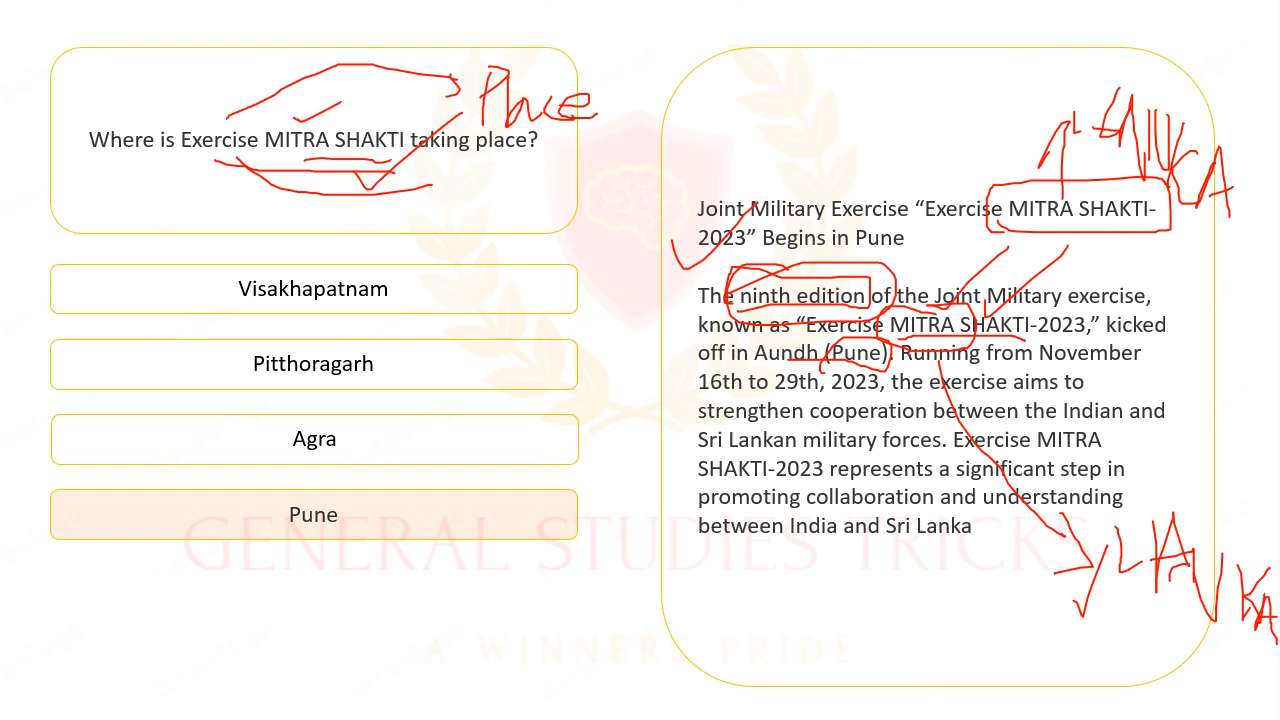 Where is Exercise MITRA SHAKTI taking place?
Place
Visakhapatnam
Pitthoragarh
Agra
Pune
LANKA
Joint Military Exercise “Exercise MITRA SHAKTI-
2023” Begins in Pune
The ninth edition of the Joint Military exercise,
known as “Exercise MITRA SHAKTI-2023,” kicked
off in Aundh (Pune). Running from November
16th to 29th, 2023, the exercise aims to
strengthen cooperation between the Indian and
Sri Lankan military forces. Exercise MITRA
SHAKTI-2023 represents a significant step in
promoting collaboration and understanding
between India and Sri Lanka
LANKA
GENERAL STUDIES TRICKS
A WINNERS PRIDE